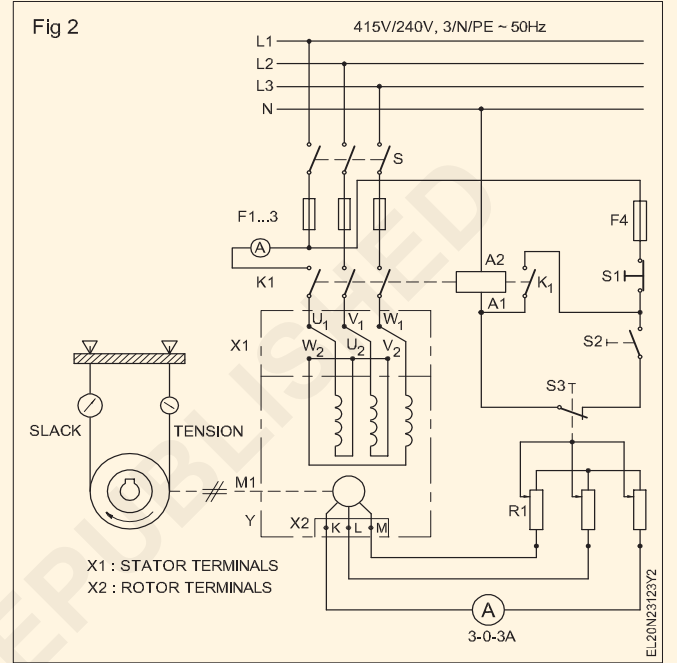 Fig 2
415V/240V, 3/N/PE ~ 50Hz
L1
L2
L3
N
S
F1...3
F4
A
A2
K1
K1
S1
A1
U1 V1 W1
X1
W2 U2 V2
S2
S3
SLACK
TENSION
M1
R1
Y
X2 K L M
X1 : STATOR TERMINALS
X2 : ROTOR TERMINALS
A
3-0-3A
EL20N23123Y2
EPUBLISHED